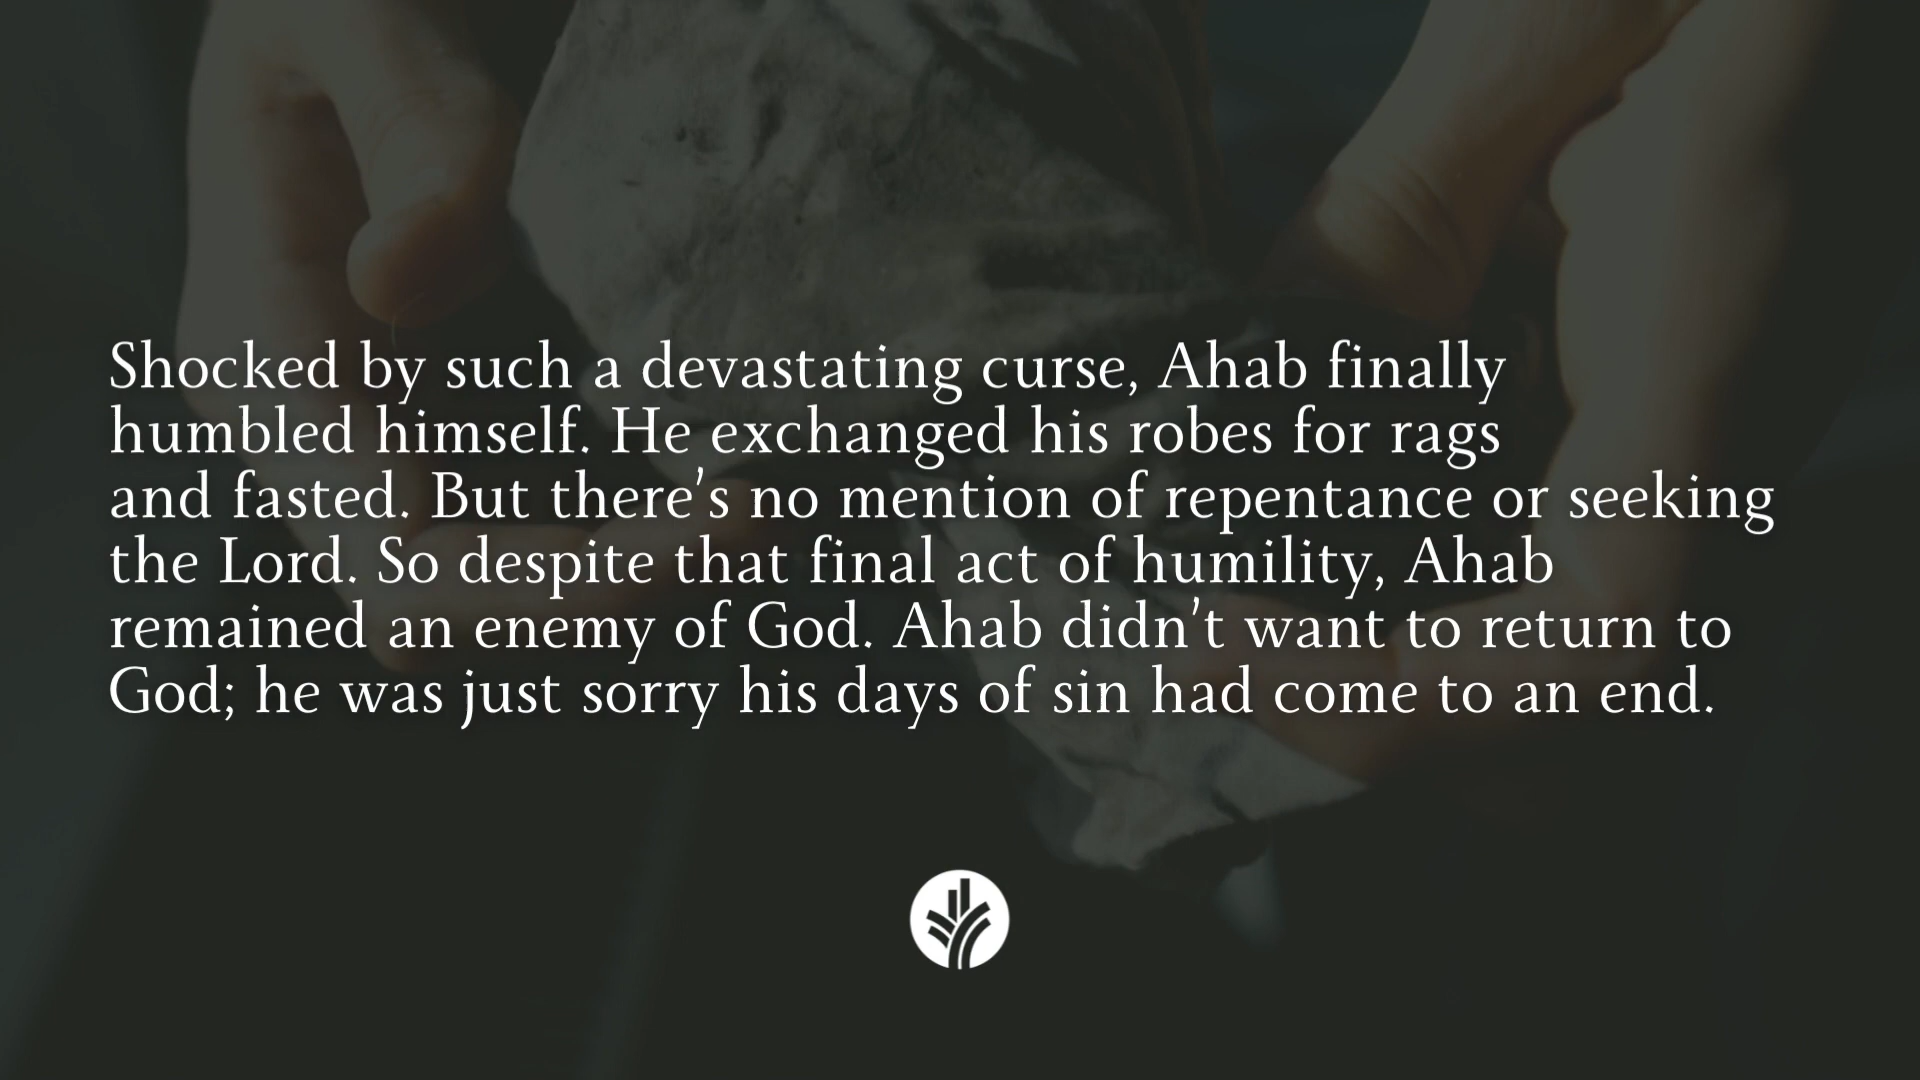 Shocked by such a devastating curse, Ahab finally
humbled himself. He exchanged his robes for rags
and fasted. But there's no mention of repentance or seeking
the Lord. So despite that final act of humility, Ahab
remained an enemy of God. Ahab didn't want to return to
God; he was just sorry his days of sin had come to an end.